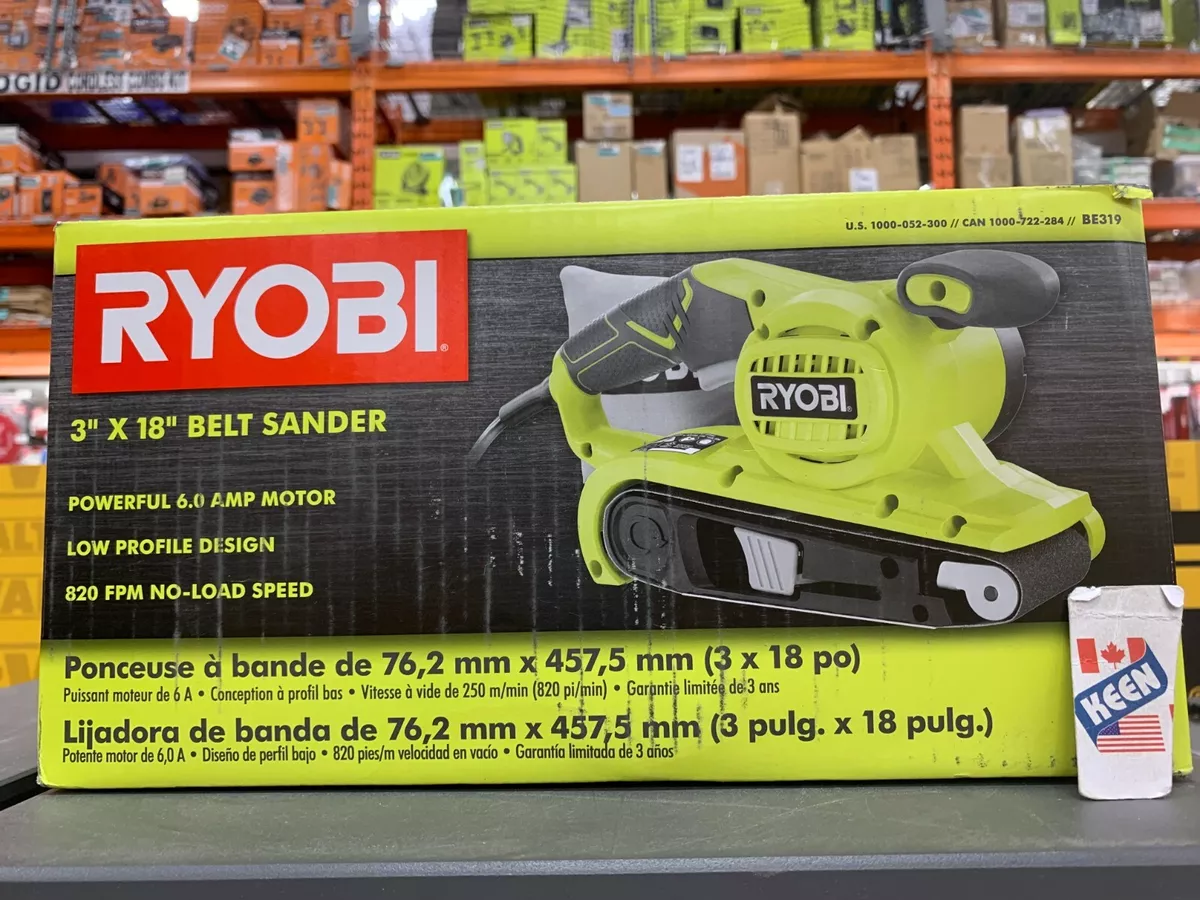 OGID CORDLESS COMBO KIT
U.S. 1000-052-300 // CAN 1000-722-284 // BE319
RYOBI
RYOBI
3" X 18" BELT SANDER
POWERFUL 6.0 AMP MOTOR
LOW PROFILE DESIGN
820 FPM NO-LOAD SPEED
Ponceuse à bande de 76,2 mm x 457,5 mm (3 x 18 po)
Puissant moteur de 6 A • Conception à profil bas • Vitesse à vide de 250 m/min (820 pi/min) • Garantie limitée de 3 ans
Lijadora de banda de 76,2 mm x 457,5 mm (3 pulg. x 18 pulg.)
Potente motor de 6,0 A • Diseño de perfil bajo • 820 pies/m velocidad en vacío • Garantía limitada de 3 años
KEEN